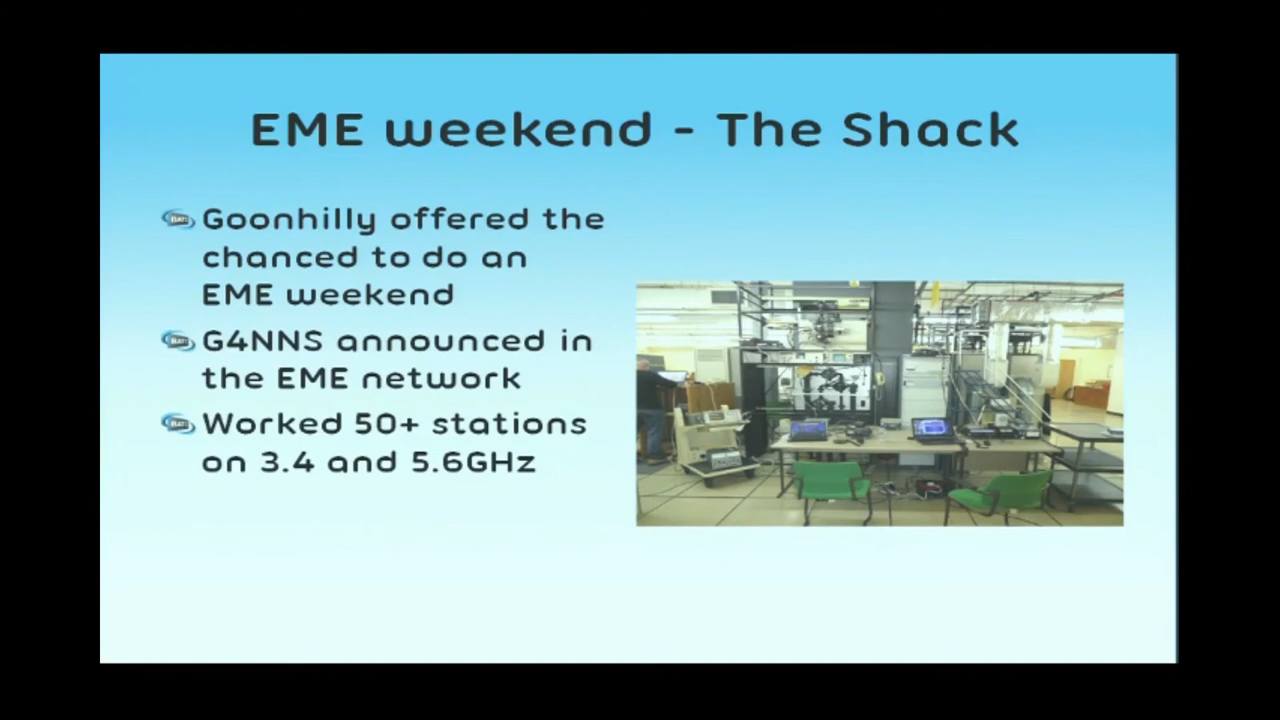 EME weekend - The Shack
Goonhilly offered the
chanced to do an
EME weekend
G4NNS announced in
the EME network
Worked 50+ stations
on 3.4 and 5.6GHz